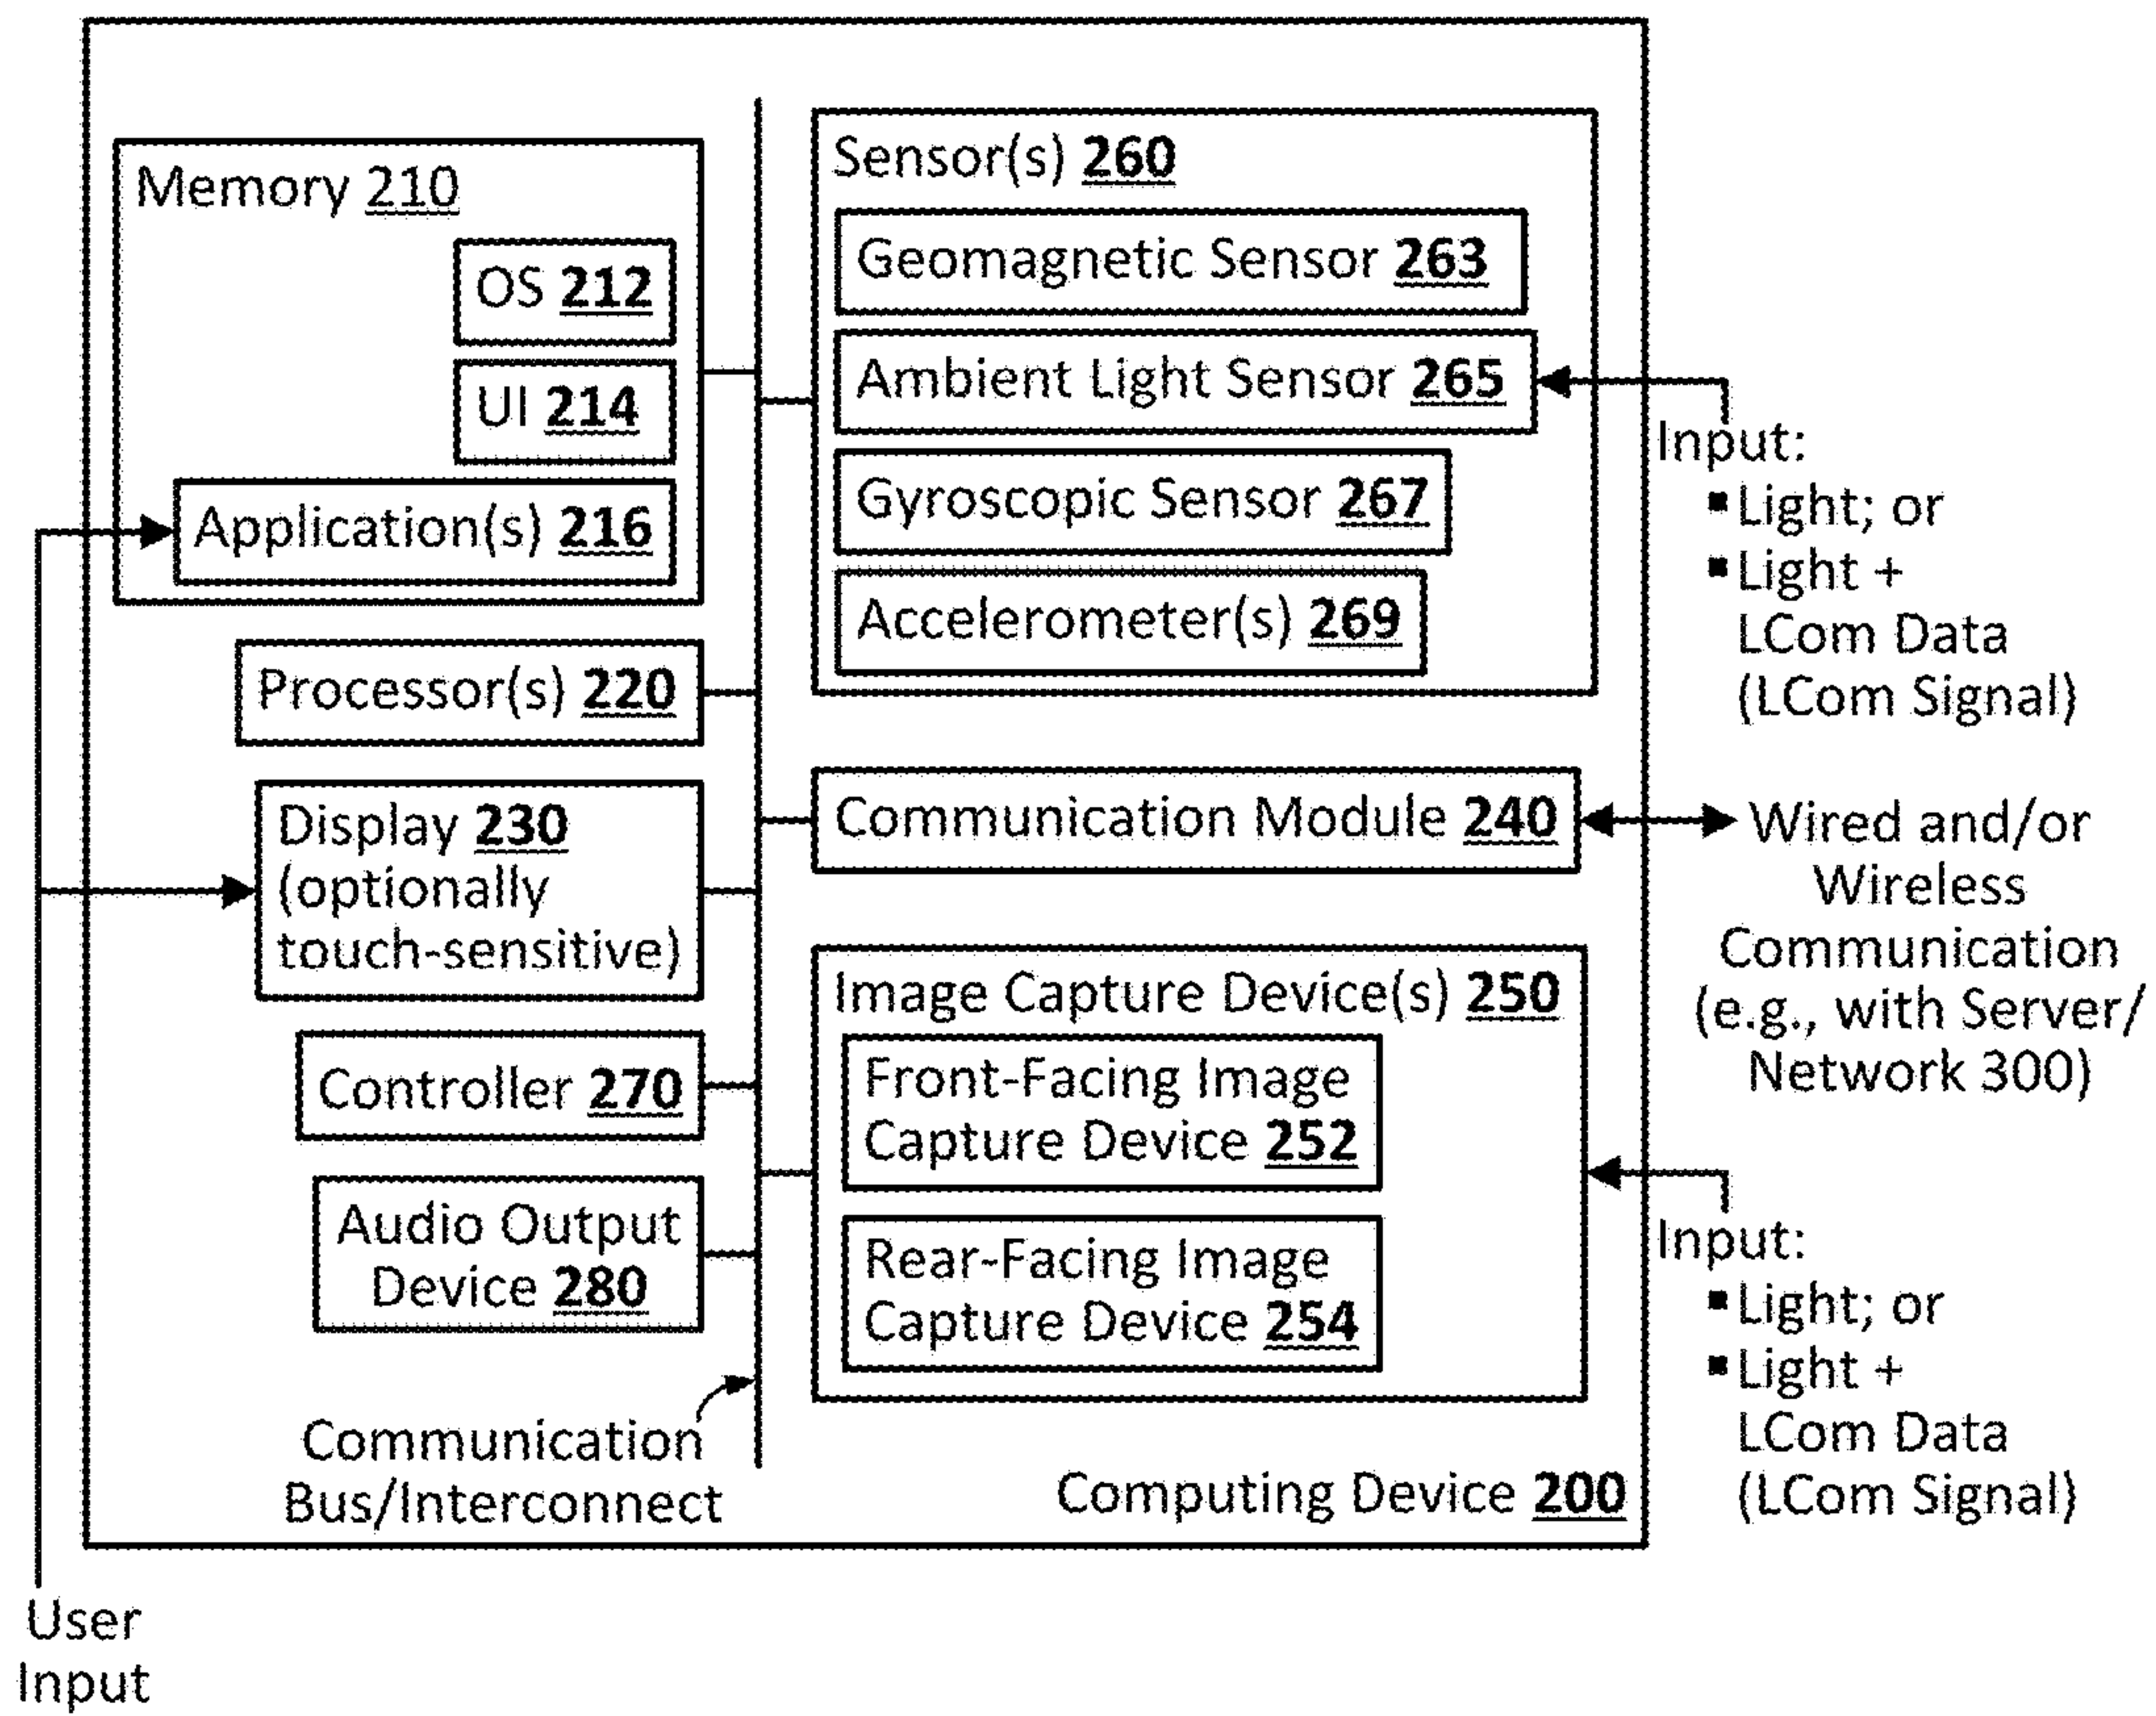 Memory 210
OS 212
UI 214
Application(s) 216
Processor(s) 220
Display 230
(optionally
touch-sensitive)
Controller 270
Audio Output
Device 280
Communication
Bus/Interconnect
Sensor(s) 260
Geomagnetic Sensor 263
Ambient Light Sensor 265
Gyroscopic Sensor 267
Accelerometer(s) 269
Communication Module 240
Image Capture Device(s) 250
Front-Facing Image
Capture Device 252
Rear-Facing Image
Capture Device 254
Computing Device 200
Input:
▪ Light; or
▪ Light +
LCom Data
(LCom Signal)
Wired and/or
Wireless
Communication
(e.g., with Server/
Network 300)
Input:
▪ Light; or
▪ Light +
LCom Data
(LCom Signal)
User
Input